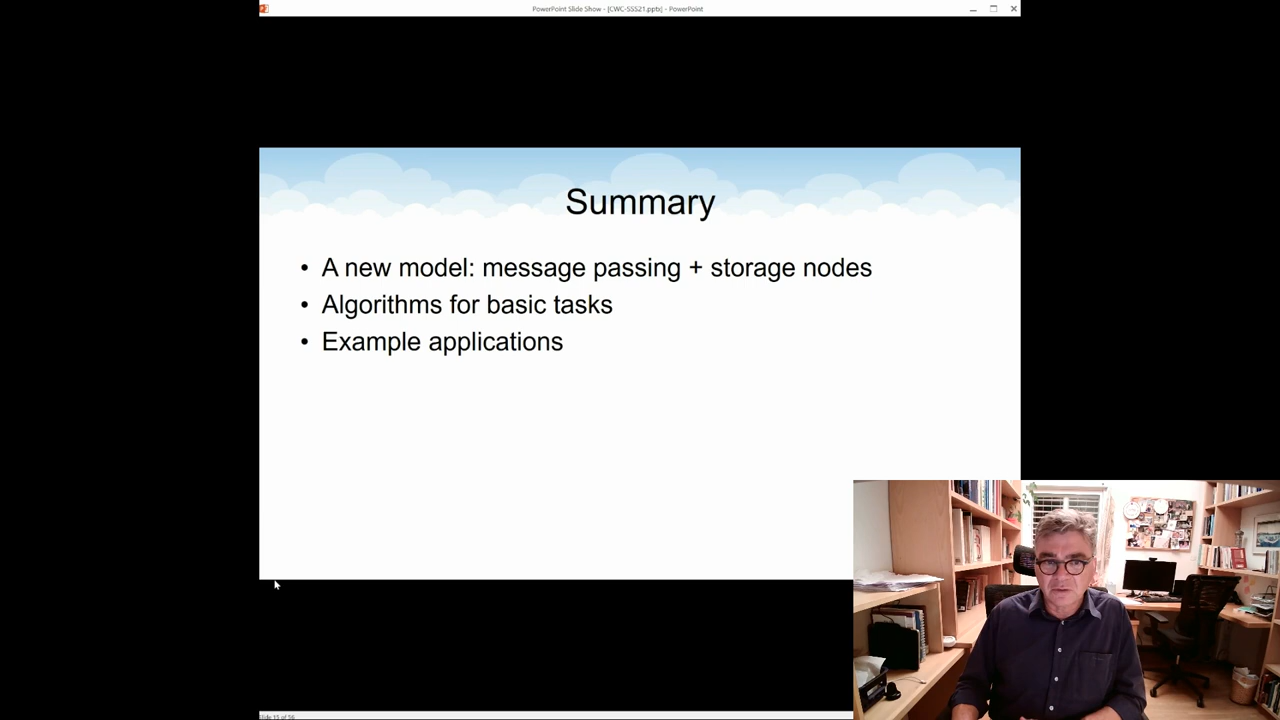 PowerPoint Slide Show - [CWC-SSS21.pptx] - PowerPoint
Summary
• A new model: message passing + storage nodes
• Algorithms for basic tasks
• Example applications